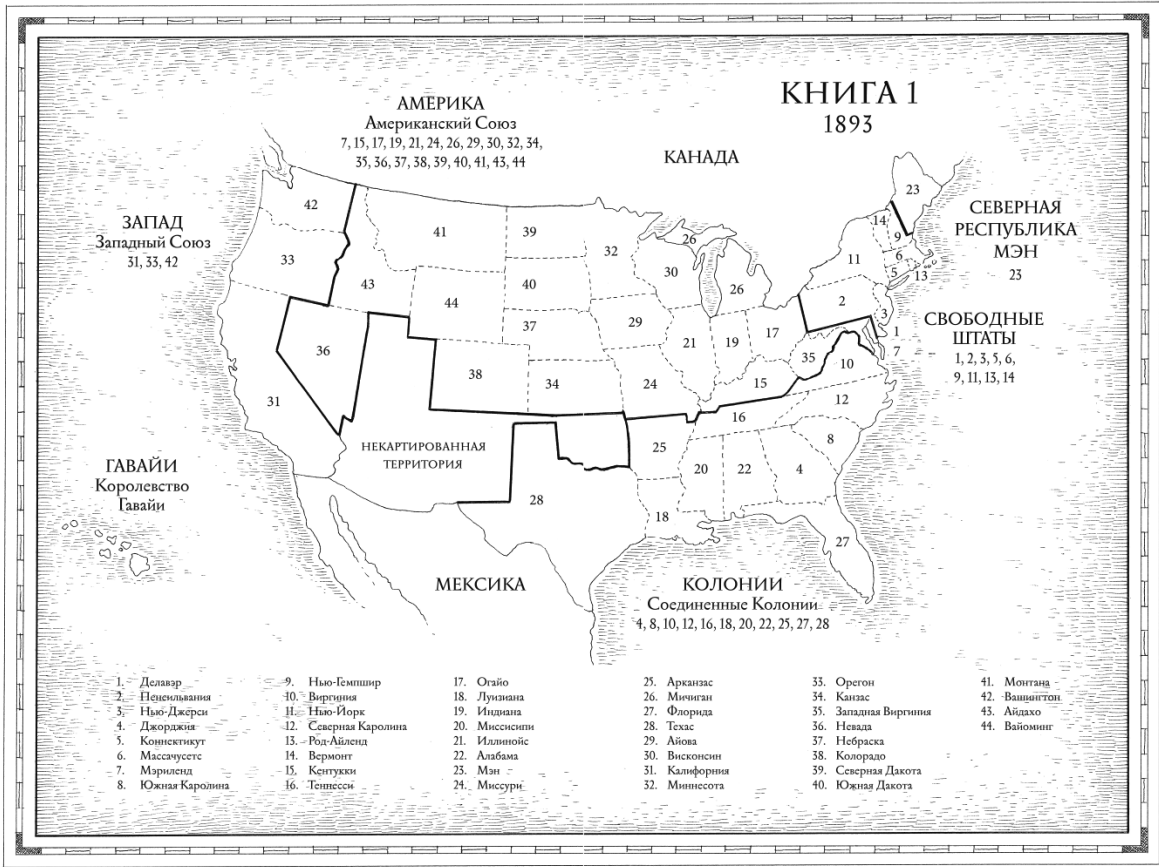 КНИГА 1
1893
АМЕРИКА
Американский Союз
7, 15, 17, 19, 21, 24, 26, 29, 30, 32, 34,
35, 36, 37, 38, 39, 40, 41, 43, 44
КАНАДА
ЗАПАД
Западный Союз
31, 33, 42
СЕВЕРНАЯ
РЕСПУБЛИКА
МЭН
23
СВОБОДНЫЕ
ШТАТЫ
1, 2, 3, 5, 6,
9, 11, 13, 14
ГАВАЙИ
Королевство
Гавайи
НЕКАРТИРОВАННАЯ
ТЕРРИТОРИЯ
МЕКСИКА
КОЛОНИИ
Соединенные Колонии
4, 8, 10, 12, 16, 18, 20, 22, 25, 27, 28
42
41
39
32
26
23
14
9
33
43
40
30
26
11
6
5
13
44
2
3
37
29
1
36
21
19
17
7
38
34
24
35
10
31
15
12
16
25
8
20
22
4
28
18
27
1. Делавэр
2. Пенсильвания
3. Нью-Джерси
4. Джорджия
5. Коннектикут
6. Массачусетс
7. Мэриленд
8. Южная Каролина
9. Нью-Гемпшир
10. Виргиния
11. Нью-Йорк
12. Северная Каролина
13. Род-Айленд
14. Вермонт
15. Кентукки
16. Теннесси
17. Огайо
18. Луизиана
19. Индиана
20. Миссисипи
21. Иллинойс
22. Алабама
23. Мэн
24. Миссури
25. Арканзас
26. Мичиган
27. Флорида
28. Техас
29. Айова
30. Висконсин
31. Калифорния
32. Миннесота
33. Орегон
34. Канзас
35. Западная Виргиния
36. Невада
37. Небраска
38. Колорадо
39. Северная Дакота
40. Южная Дакота
41. Монтана
42. Вашингтон
43. Айдахо
44. Вайоминг